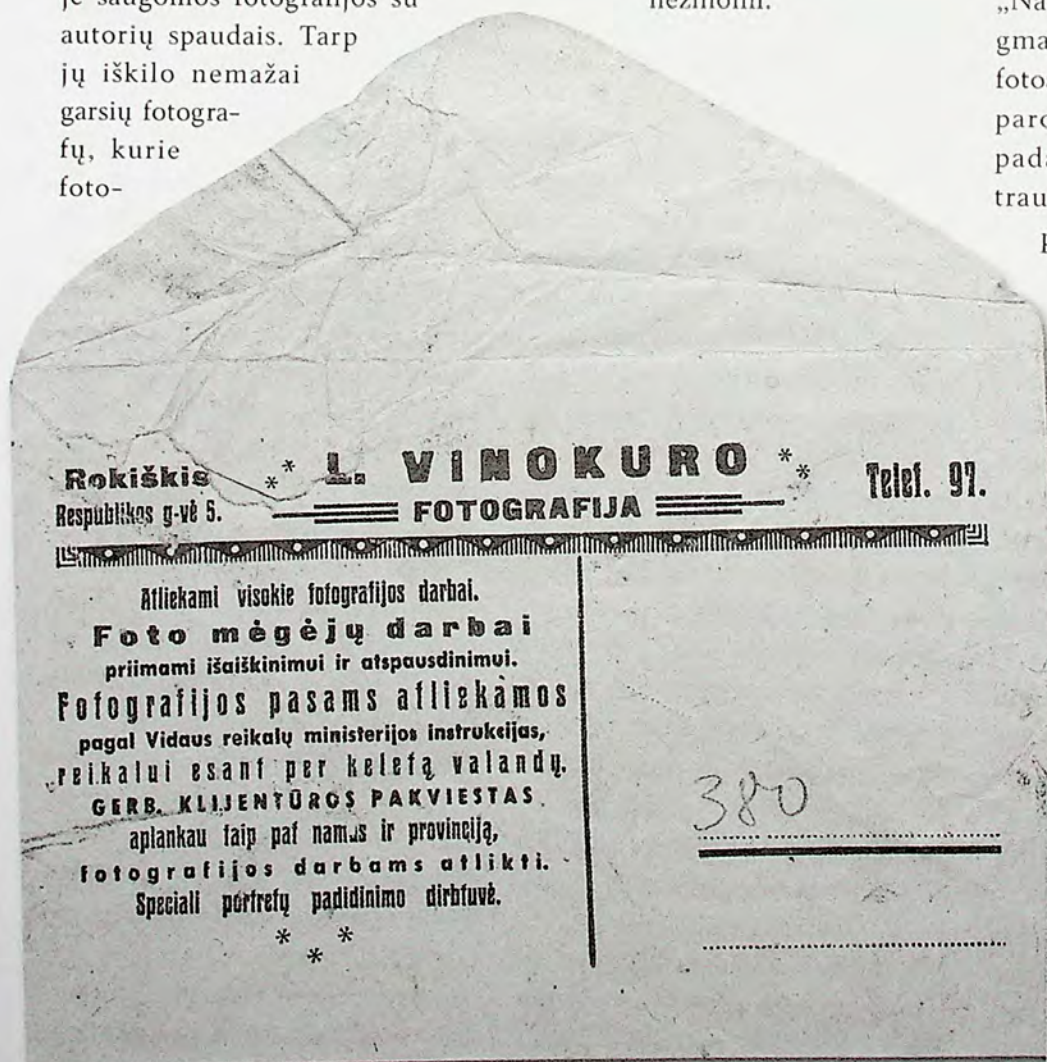 je saugomos fotografijos su
autorių spaudais. Tarp
jų iškilo nemažai
garsių fotogra-
fų, kurie
foto-
nežinomi.
„Na
gma
foto
paro
pada
trau
Rokiškis
Respublikos g-vė 5.
* * L. VINOKURO * *
FOTOGRAFIJA
Telef. 97.
Atliekami visokie fotografijos darbai.
Foto mėgėjų darbai
priimami išaiškinimui ir atspausdinimui.
Fotografijos pasams atliekamos
pagal Vidaus reikalų ministerijos instrukcijas,
reikalui esant per keletą valandų.
GERB. KLIJENTŪROS PAKVIESTAS
aplankau taip pat namus ir provinciją,
fotografijos darbams atlikti.
Speciali portretų padidinimo dirbtuvė.
* * *
380